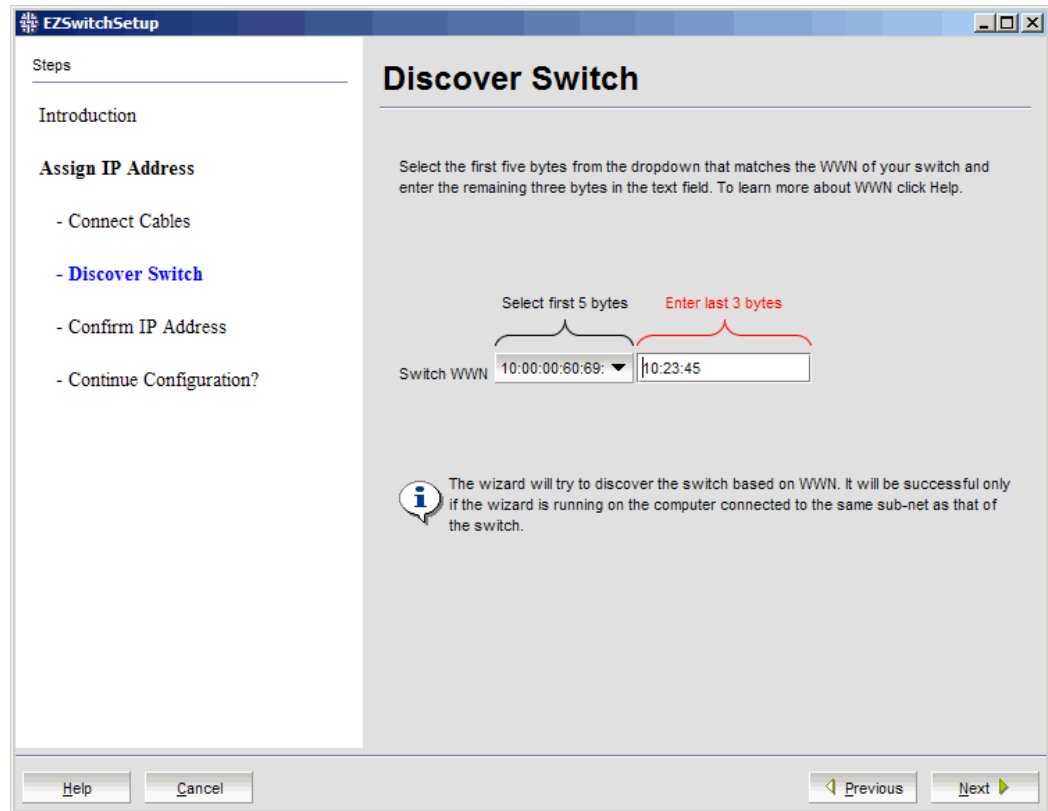 EZSwitchSetup
Steps
Introduction
Assign IP Address
- Connect Cables
- Discover Switch
- Confirm IP Address
- Continue Configuration?
Discover Switch
Select the first five bytes from the dropdown that matches the WWN of your switch and
enter the remaining three bytes in the text field. To learn more about WWN click Help.
Select first 5 bytes Enter last 3 bytes
Switch WWN 10:00:00:60:69: 10:23:45
The wizard will try to discover the switch based on WWN. It will be successful only
if the wizard is running on the computer connected to the same sub-net as that of
the switch.
Help Cancel Previous Next